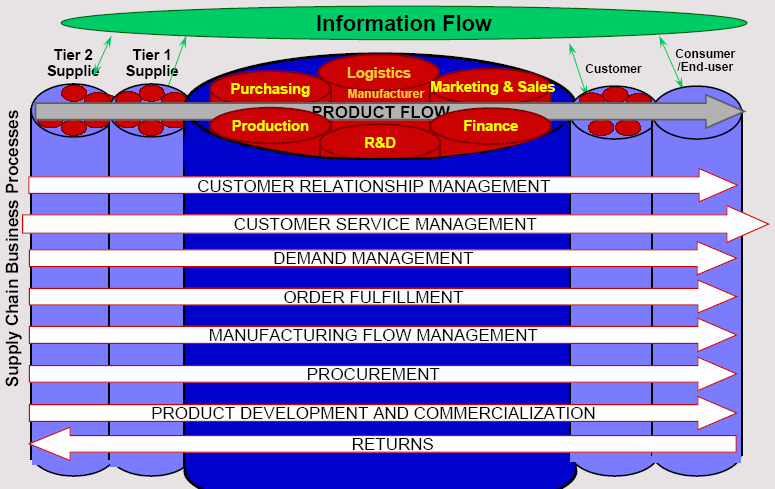 Information Flow
Tier 2
Supplie
Tier 1
Supplie
Customer
Consumer
/End-user
Logistics
Purchasing
Marketing & Sales
Manufacturer
PRODUCT FLOW
Production
Finance
R&D
Supply Chain Business Processes
CUSTOMER RELATIONSHIP MANAGEMENT
CUSTOMER SERVICE MANAGEMENT
DEMAND MANAGEMENT
ORDER FULFILLMENT
MANUFACTURING FLOW MANAGEMENT
PROCUREMENT
PRODUCT DEVELOPMENT AND COMMERCIALIZATION
RETURNS